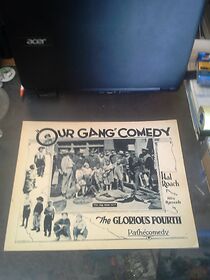 acer
"OUR GANG" COMEDY
Hal
Roach
The GLORIOUS FOURTH
Pathécomedy